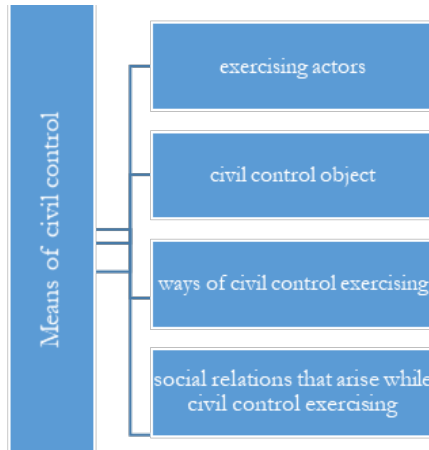 Means of civil control
exercising actors
civil control object
ways of civil control exercising
social relations that arise while
civil control exercising